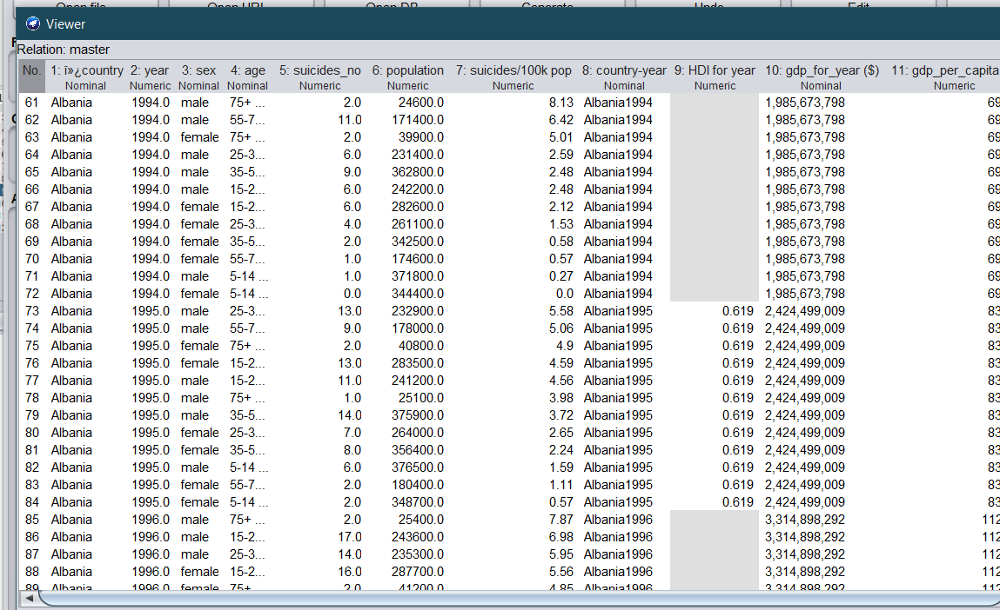 Open file Open URL Open DB Generate Undo Edit
Viewer
Relation: master
No. 1: ï»¿country 2: year 3: sex 4: age 5: suicides_no 6: population 7: suicides/100k pop 8: country-year 9: HDI for year 10: gdp_for_year ($) 11: gdp_per_capita
Nominal Numeric Nominal Nominal Numeric Numeric Numeric Nominal Numeric Nominal Numeric
61 Albania 1994.0 male 75+ ... 2.0 24600.0 8.13 Albania1994 1,985,673,798 69
62 Albania 1994.0 male 55-7... 11.0 171400.0 6.42 Albania1994 1,985,673,798 69
63 Albania 1994.0 female 75+ ... 2.0 39900.0 5.01 Albania1994 1,985,673,798 69
64 Albania 1994.0 male 25-3... 6.0 231400.0 2.59 Albania1994 1,985,673,798 69
65 Albania 1994.0 male 35-5... 9.0 362800.0 2.48 Albania1994 1,985,673,798 69
66 Albania 1994.0 male 15-2... 6.0 242200.0 2.48 Albania1994 1,985,673,798 69
67 Albania 1994.0 female 15-2... 6.0 282600.0 2.12 Albania1994 1,985,673,798 69
68 Albania 1994.0 female 25-3... 4.0 261100.0 1.53 Albania1994 1,985,673,798 69
69 Albania 1994.0 female 35-5... 2.0 342500.0 0.58 Albania1994 1,985,673,798 69
70 Albania 1994.0 female 55-7... 1.0 174600.0 0.57 Albania1994 1,985,673,798 69
71 Albania 1994.0 male 5-14 ... 1.0 371800.0 0.27 Albania1994 1,985,673,798 69
72 Albania 1994.0 female 5-14 ... 0.0 344400.0 0.0 Albania1994 1,985,673,798 69
73 Albania 1995.0 male 25-3... 13.0 232900.0 5.58 Albania1995 0.619 2,424,499,009 83
74 Albania 1995.0 male 55-7... 9.0 178000.0 5.06 Albania1995 0.619 2,424,499,009 83
75 Albania 1995.0 female 75+ ... 2.0 40800.0 4.9 Albania1995 0.619 2,424,499,009 83
76 Albania 1995.0 female 15-2... 13.0 283500.0 4.59 Albania1995 0.619 2,424,499,009 83
77 Albania 1995.0 male 15-2... 11.0 241200.0 4.56 Albania1995 0.619 2,424,499,009 83
78 Albania 1995.0 male 75+ ... 1.0 25100.0 3.98 Albania1995 0.619 2,424,499,009 83
79 Albania 1995.0 male 35-5... 14.0 375900.0 3.72 Albania1995 0.619 2,424,499,009 83
80 Albania 1995.0 female 25-3... 7.0 264000.0 2.65 Albania1995 0.619 2,424,499,009 83
81 Albania 1995.0 female 35-5... 8.0 356400.0 2.24 Albania1995 0.619 2,424,499,009 83
82 Albania 1995.0 male 5-14 ... 6.0 376500.0 1.59 Albania1995 0.619 2,424,499,009 83
83 Albania 1995.0 female 55-7... 2.0 180400.0 1.11 Albania1995 0.619 2,424,499,009 83
84 Albania 1995.0 female 5-14 ... 2.0 348700.0 0.57 Albania1995 0.619 2,424,499,009 83
85 Albania 1996.0 male 75+ ... 2.0 25400.0 7.87 Albania1996 3,314,898,292 112
86 Albania 1996.0 male 15-2... 17.0 243600.0 6.98 Albania1996 3,314,898,292 112
87 Albania 1996.0 male 25-3... 14.0 235300.0 5.95 Albania1996 3,314,898,292 112
88 Albania 1996.0 female 15-2... 16.0 287700.0 5.56 Albania1996 3,314,898,292 112
89 Albania 1996.0 female 75+ ... 2.0 41200.0 4.85 Albania1996 3,314,898,292 112